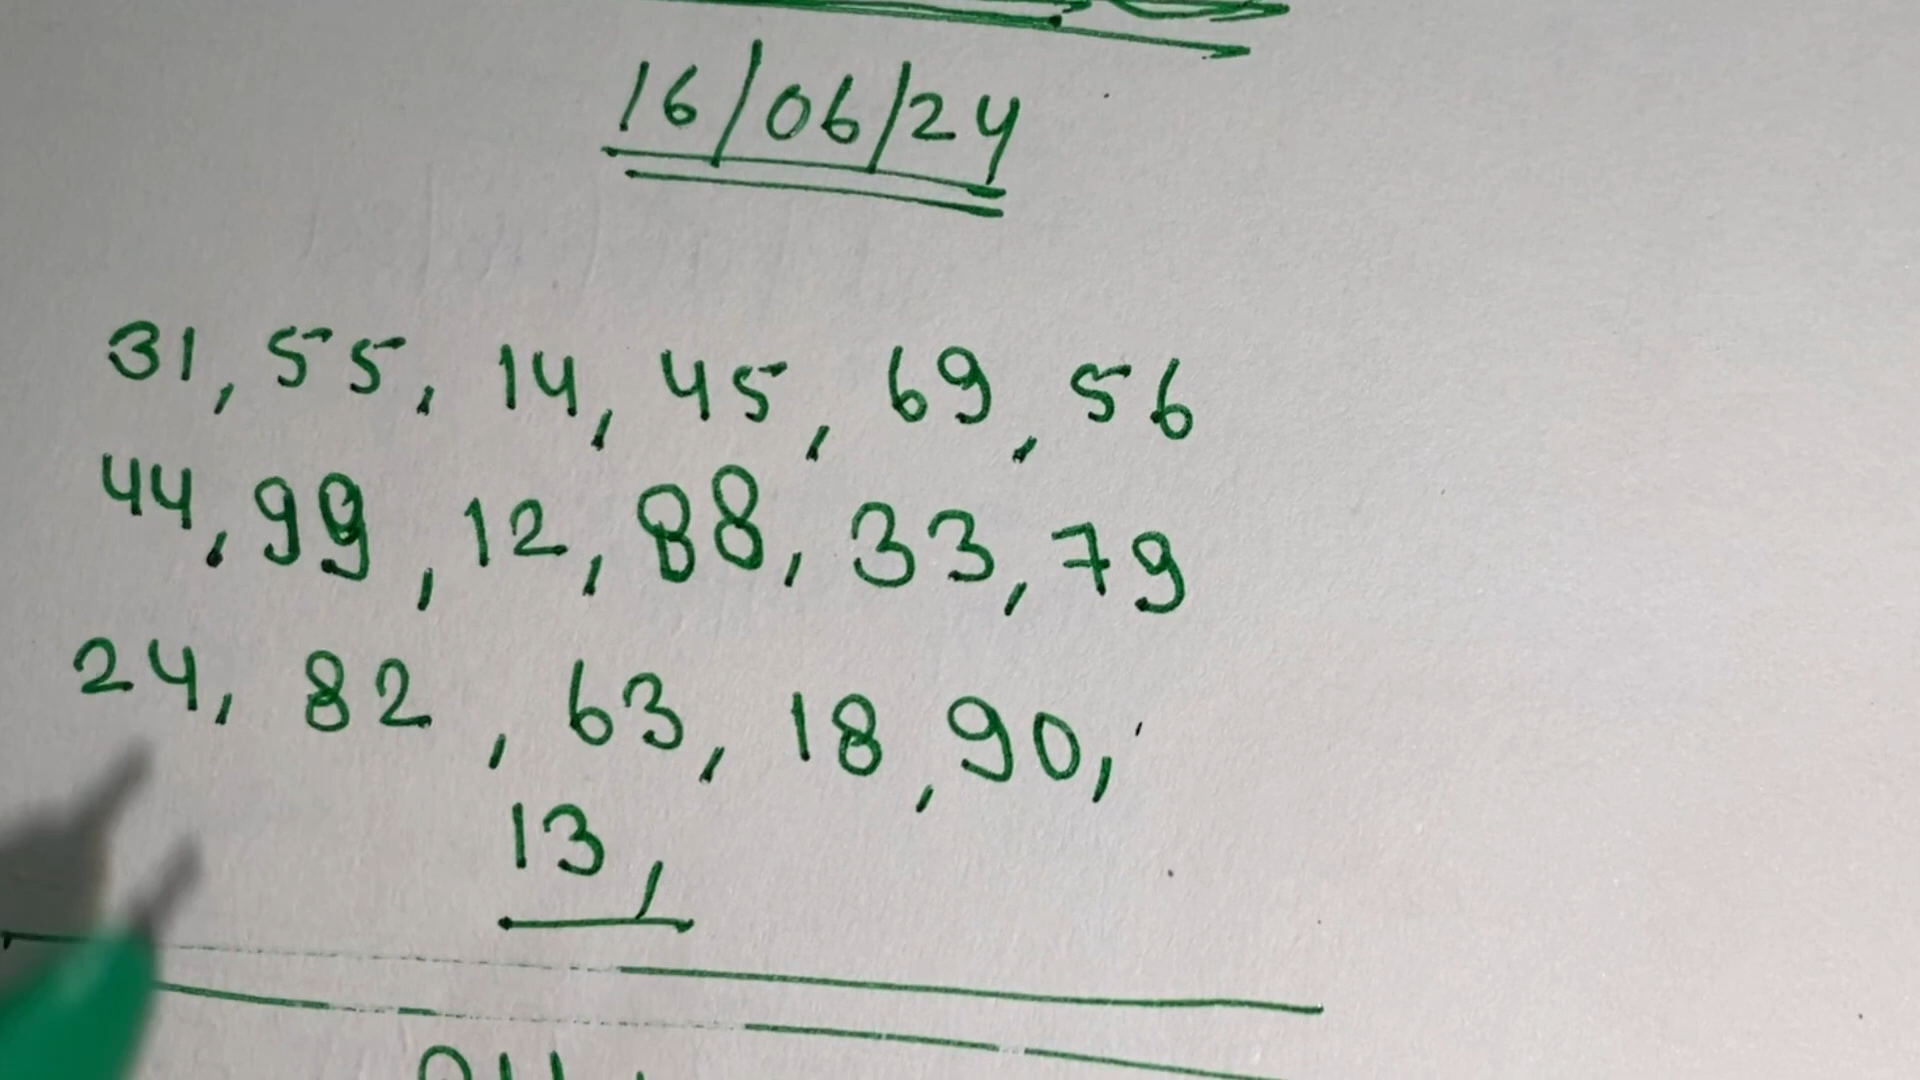 16/06/24
31, 55, 14, 45, 69, 56
44, 99, 12, 88, 33, 79
24, 82, 63, 18, 90,
13,